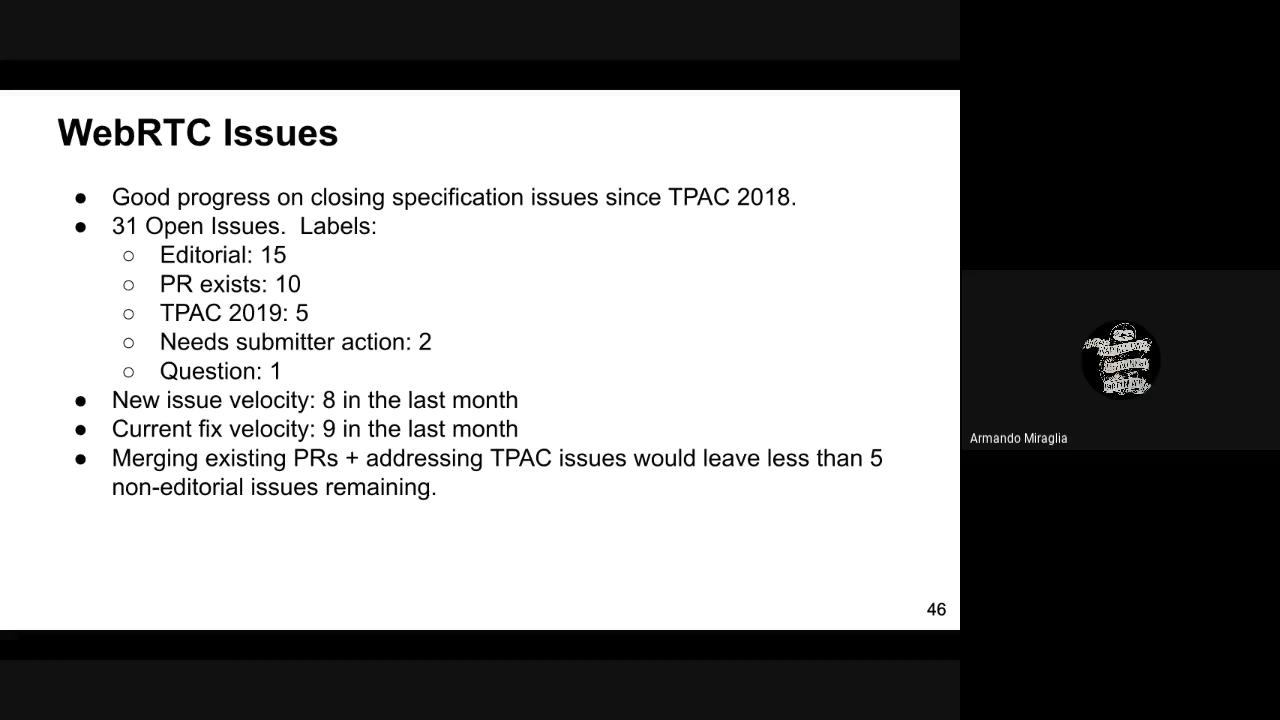 WebRTC Issues
● Good progress on closing specification issues since TPAC 2018.
● 31 Open Issues.  Labels:
○ Editorial: 15
○ PR exists: 10
○ TPAC 2019: 5
○ Needs submitter action: 2
○ Question: 1
● New issue velocity: 8 in the last month
● Current fix velocity: 9 in the last month
● Merging existing PRs + addressing TPAC issues would leave less than 5
non-editorial issues remaining.
46
Armando Miraglia